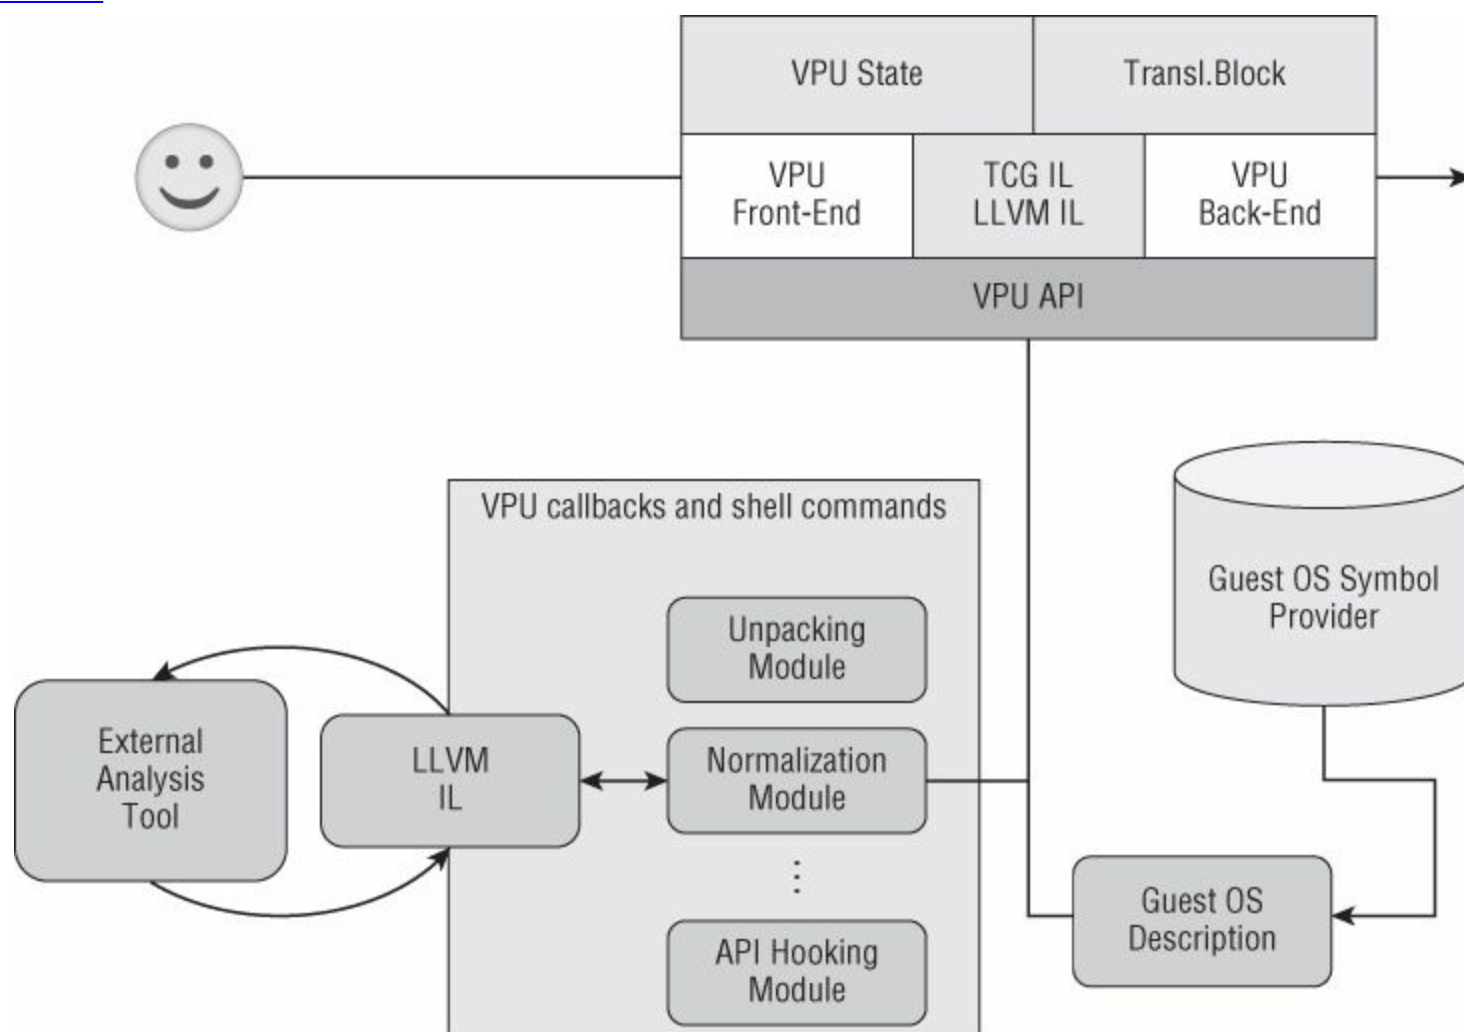 VPU State
Transl.Block
VPU
Front-End
TCG IL
LLVM IL
VPU
Back-End
VPU API
VPU callbacks and shell commands
Guest OS Symbol
Provider
Unpacking
Module
External
Analysis
Tool
LLVM
IL
Normalization
Module
⋮
Guest OS
Description
API Hooking
Module